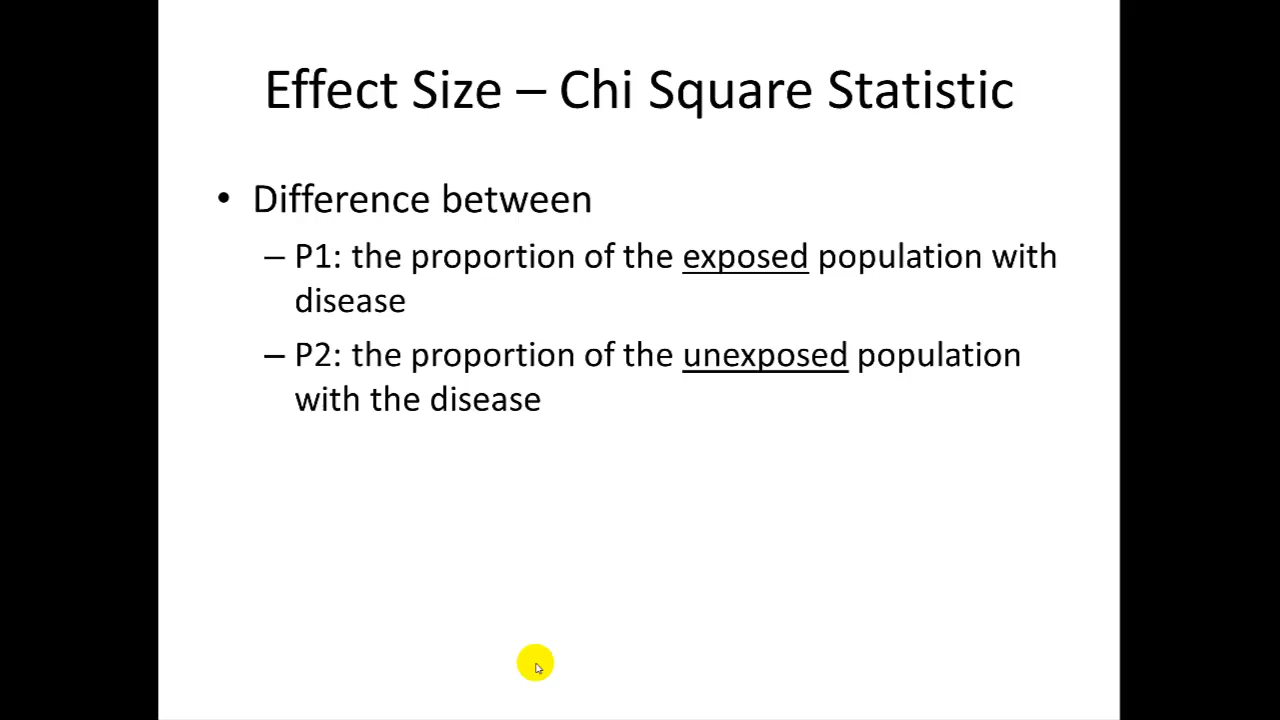 Effect Size – Chi Square Statistic
• Difference between
– P1: the proportion of the exposed population with
disease
– P2: the proportion of the unexposed population
with the disease